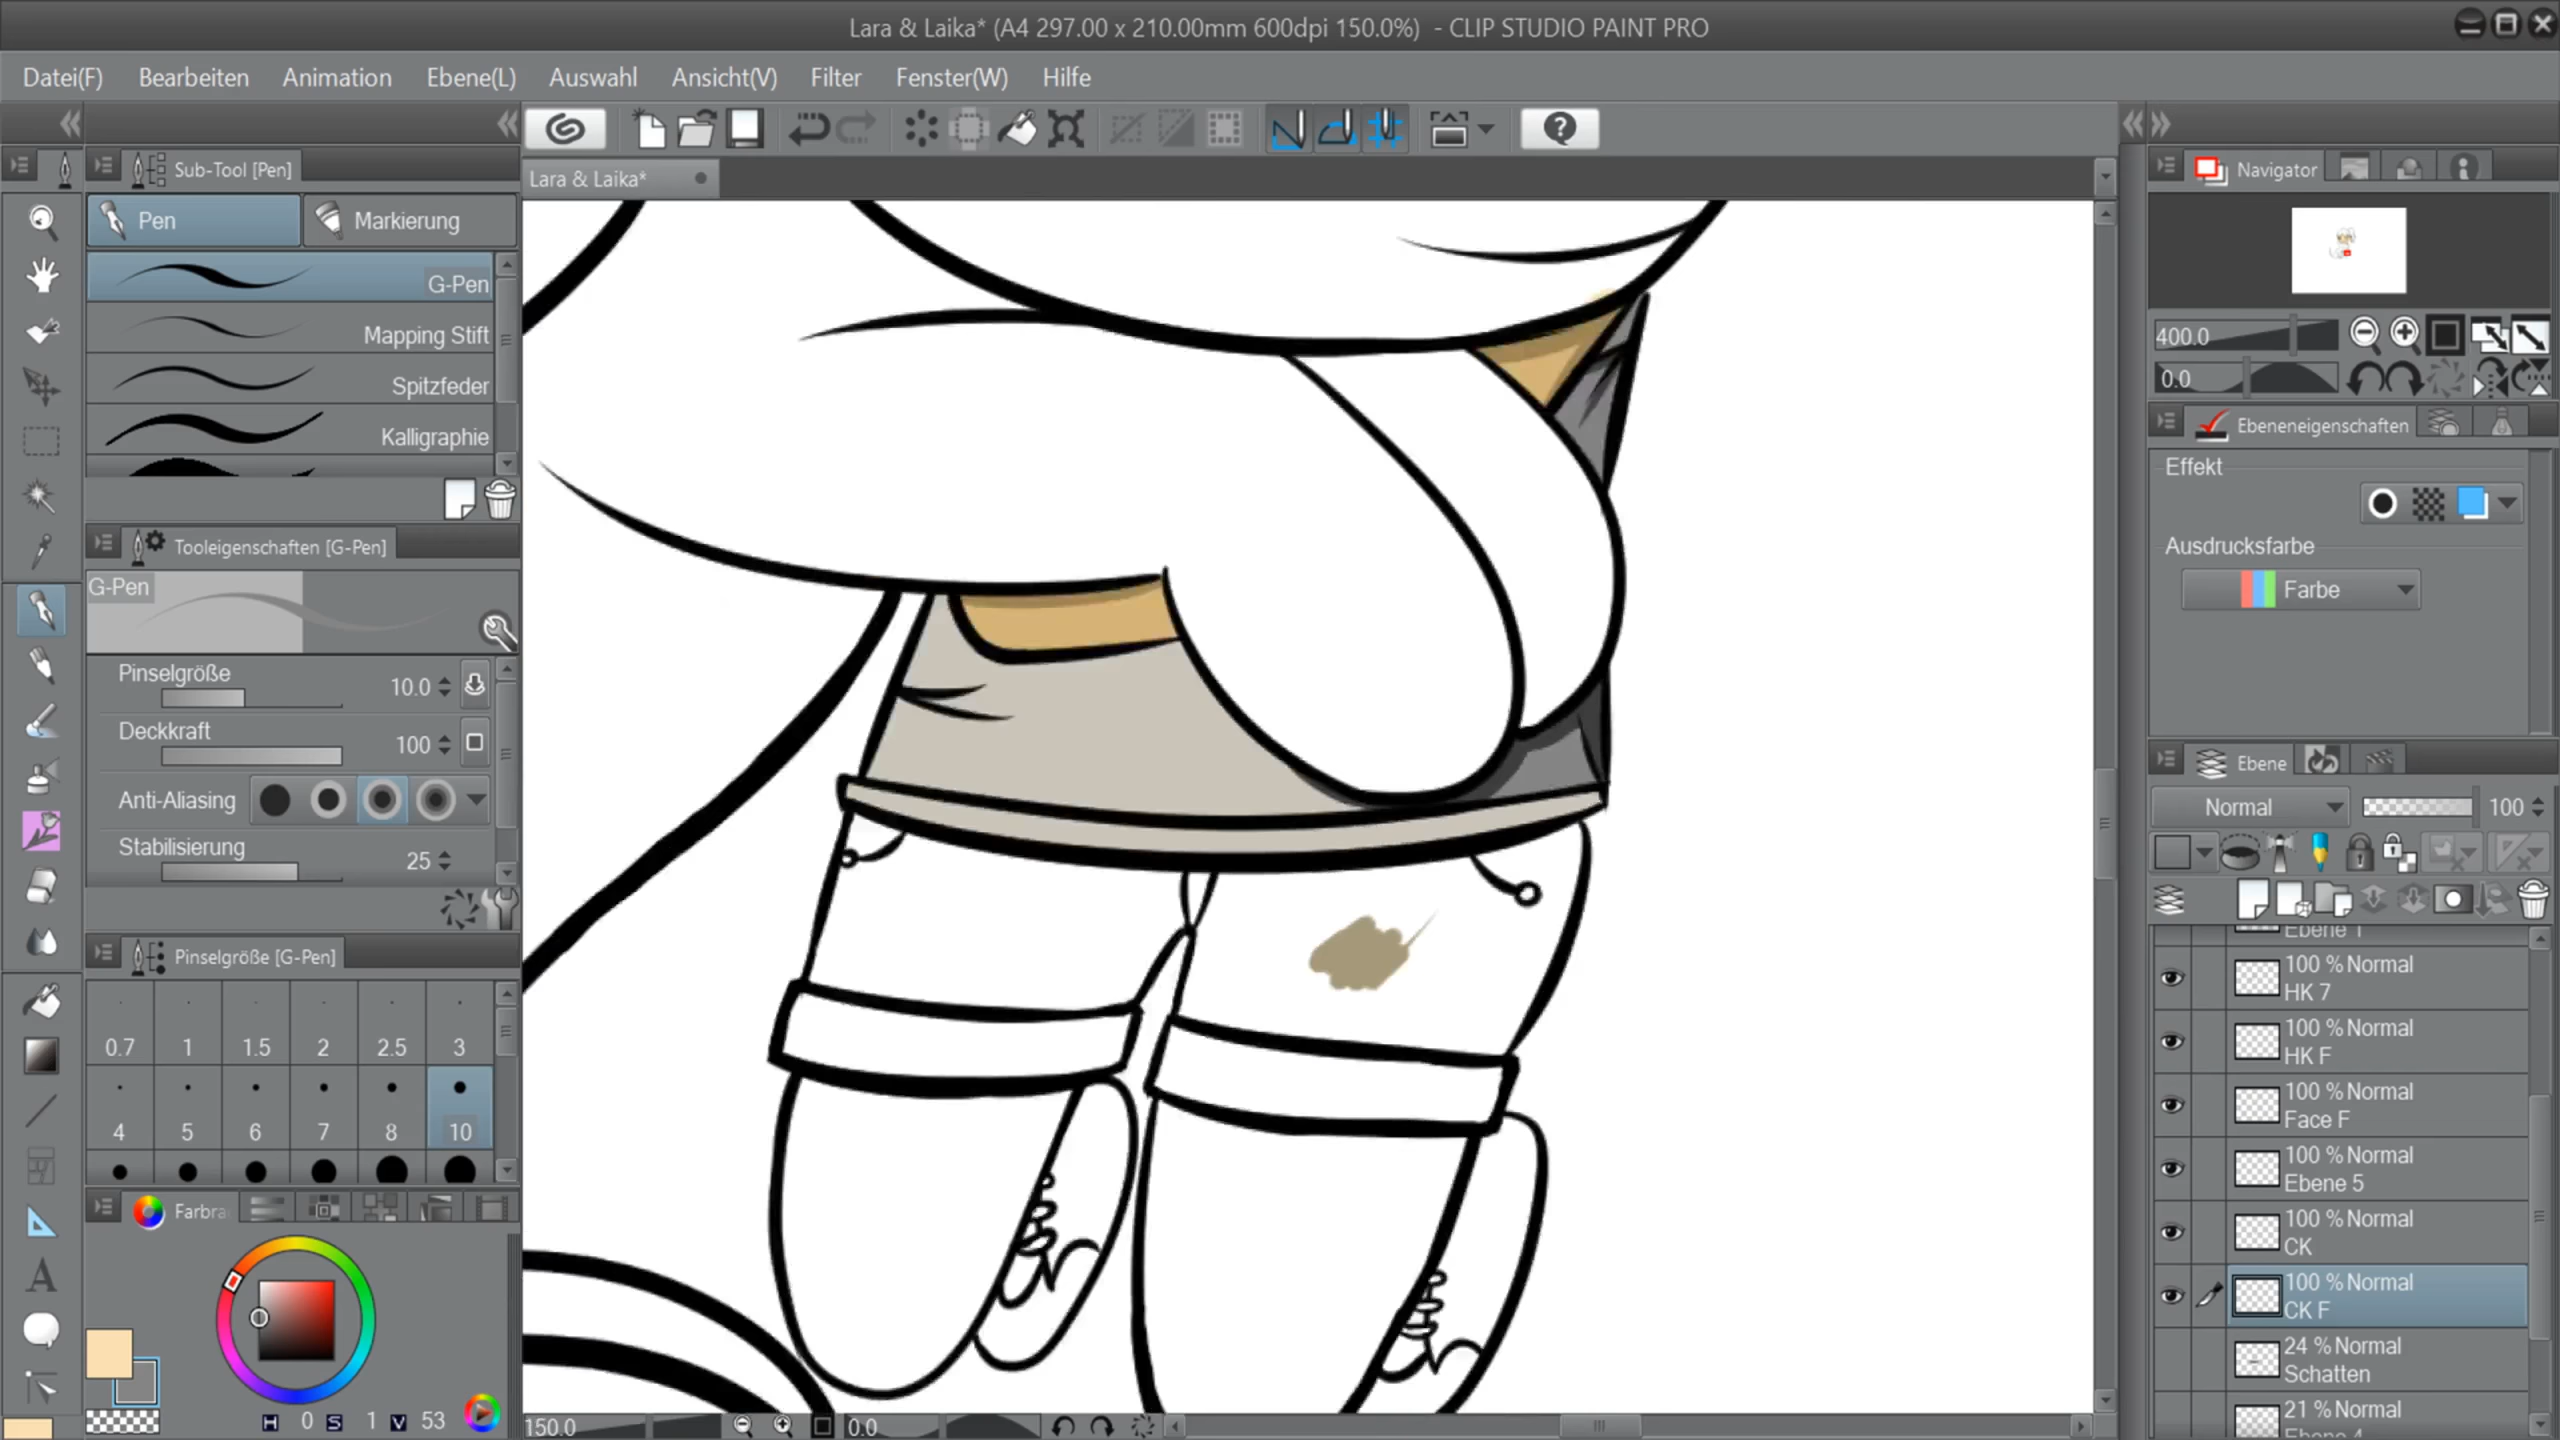 Lara & Laika* (A4 297.00 x 210.00mm 600dpi 150.0%) - CLIP STUDIO PAINT PRO
Datei(F) Bearbeiten Animation Ebene(L) Auswahl Ansicht(V) Filter Fenster(W) Hilfe
Sub-Tool [Pen]
Pen Markierung
G-Pen
Mapping Stift
Spitzfeder
Kalligraphie
Tooleigenschaften [G-Pen]
G-Pen
Pinselgröße 10.0
Deckkraft 100
Anti-Aliasing
Stabilisierung 25
Pinselgröße [G-Pen]
0.7 1 1.5 2 2.5 3
4 5 6 7 8 10
Farbra
H 0 S 1 V 53
Lara & Laika*
150.0 0.0
Navigator
400.0
0.0
Ebeneneigenschaften
Effekt
Ausdrucksfarbe
Farbe
Ebene
Normal 100
Ebene 1
100 % Normal
HK 7
100 % Normal
HK F
100 % Normal
Face F
100 % Normal
Ebene 5
100 % Normal
CK
100 % Normal
CK F
24 % Normal
Schatten
21 % Normal
Ebene 4